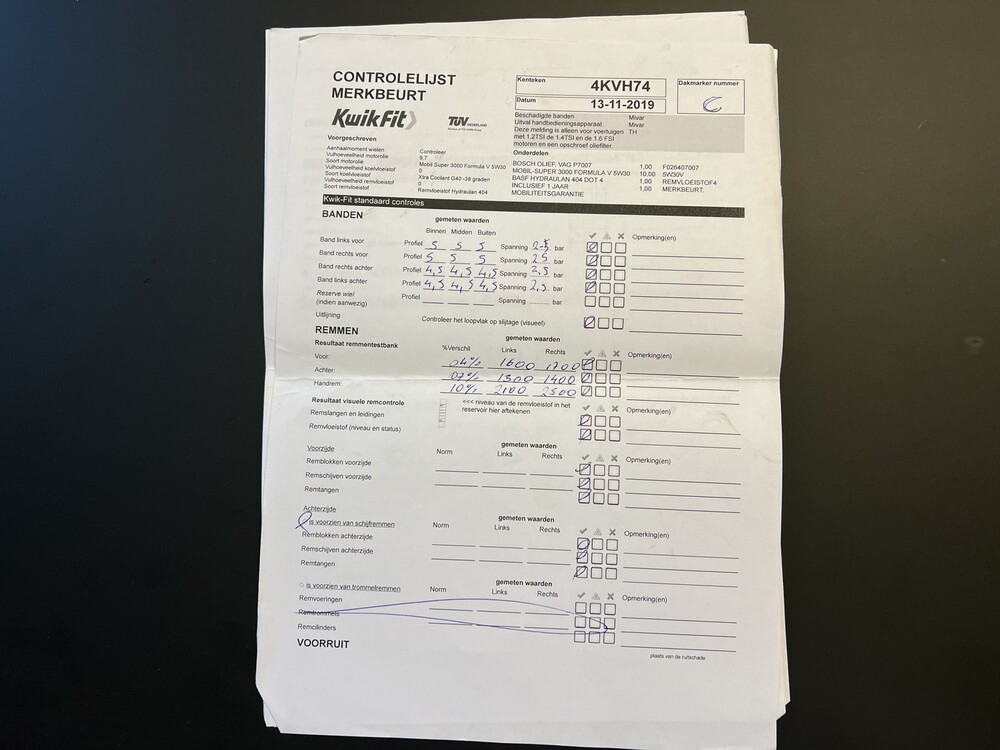 CONTROLELIJST
MERKBEURT
KwikFit
TÜV NEDERLAND
Kenteken 4KVH74
Datum 13-11-2019
Dakmarker nummer
Beschadigde banden Mivar
Uitval handbedieningsapparaat: Mivar
Deze melding is alleen voor voertuigen TH
met 1.2TSI de 1.4TSI en de 1.6 FSI
motoren en een opschroef oliefilter.
Voorgeschreven
Aanhaalmoment wielen Controleer
Vulhoeveelheid motorolie 9,7
Soort motorolie Mobil Super 3000 Formula V 5W30
Vulhoeveelheid koelvloeistof 0
Soort koelvloeistof Xtra Coolant G40 -38 graden
Vulhoeveelheid remvloeistof 0
Soort remvloeistof Remvloeistof Hydraulan 404
Onderdelen
BOSCH OLIEF. VAG P7007 1,00 F026407007
MOBIL-SUPER 3000 FORMULA V 5W30 10,00 5W30V
BASF HYDRAULAN 404 DOT 4 1,00 REMVLOEISTOF4
INCLUSIEF 1 JAAR 1,00 MERKBEURT.
MOBILITEITSGARANTIE
Kwik-Fit standaard controles
BANDEN
gemeten waarden
Binnen Midden Buiten Opmerking(en)
Band links voor Profiel 5 5 5 Spanning 2.5 bar
Band rechts voor Profiel 5 5 5 Spanning 2.5 bar
Band rechts achter Profiel 4,5 4,5 4,5 Spanning 2,5 bar
Band links achter Profiel 4,5 4,5 4,5 Spanning 2,5 bar
Reserve wiel Profiel Spanning bar
(indien aanwezig)
Uitlijning Controleer het loopvlak op slijtage (visueel)
REMMEN
gemeten waarden
Resultaat remmentestbank %Verschil Links Rechts Opmerking(en)
Voor: 04% 1600 1700
Achter: 07% 1300 1400
Handrem: 10% 2100 2500
Resultaat visuele remcontrole <<< niveau van de remvloeistof in het Opmerking(en)
reservoir hier aftekenen
Remslangen en leidingen
Remvloeistof (niveau en status)
gemeten waarden
Voorzijde Norm Links Rechts Opmerking(en)
Remblokken voorzijde
Remschijven voorzijde
Remtangen
Achterzijde gemeten waarden
is voorzien van schijfremmen Norm Links Rechts Opmerking(en)
Remblokken achterzijde
Remschijven achterzijde
Remtangen
gemeten waarden
is voorzien van trommelremmen Norm Links Rechts Opmerking(en)
Remvoeringen
Remtrommels
Remcilinders
VOORRUIT
plaats van de ruitschade